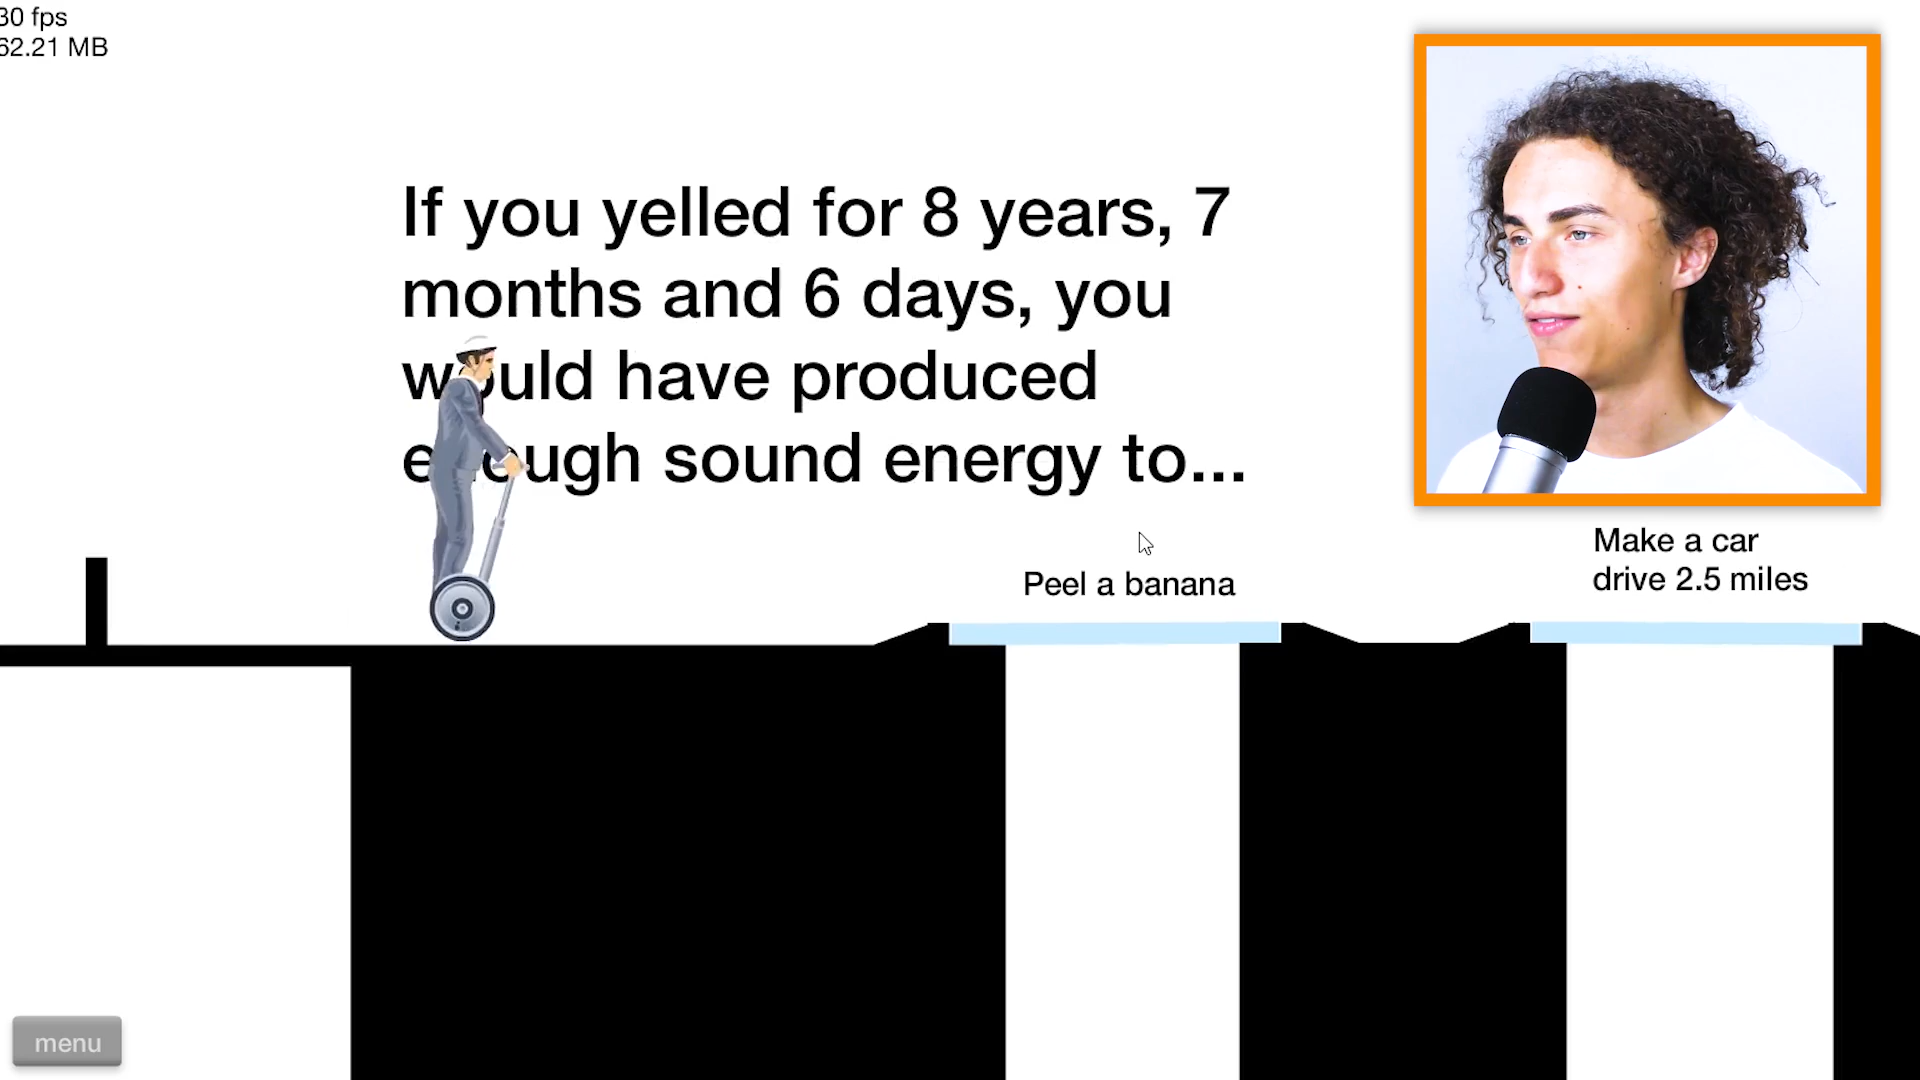 30 fps
62.21 MB
If you yelled for 8 years, 7
months and 6 days, you
would have produced
enough sound energy to...
Make a car
drive 2.5 miles
Peel a banana
menu